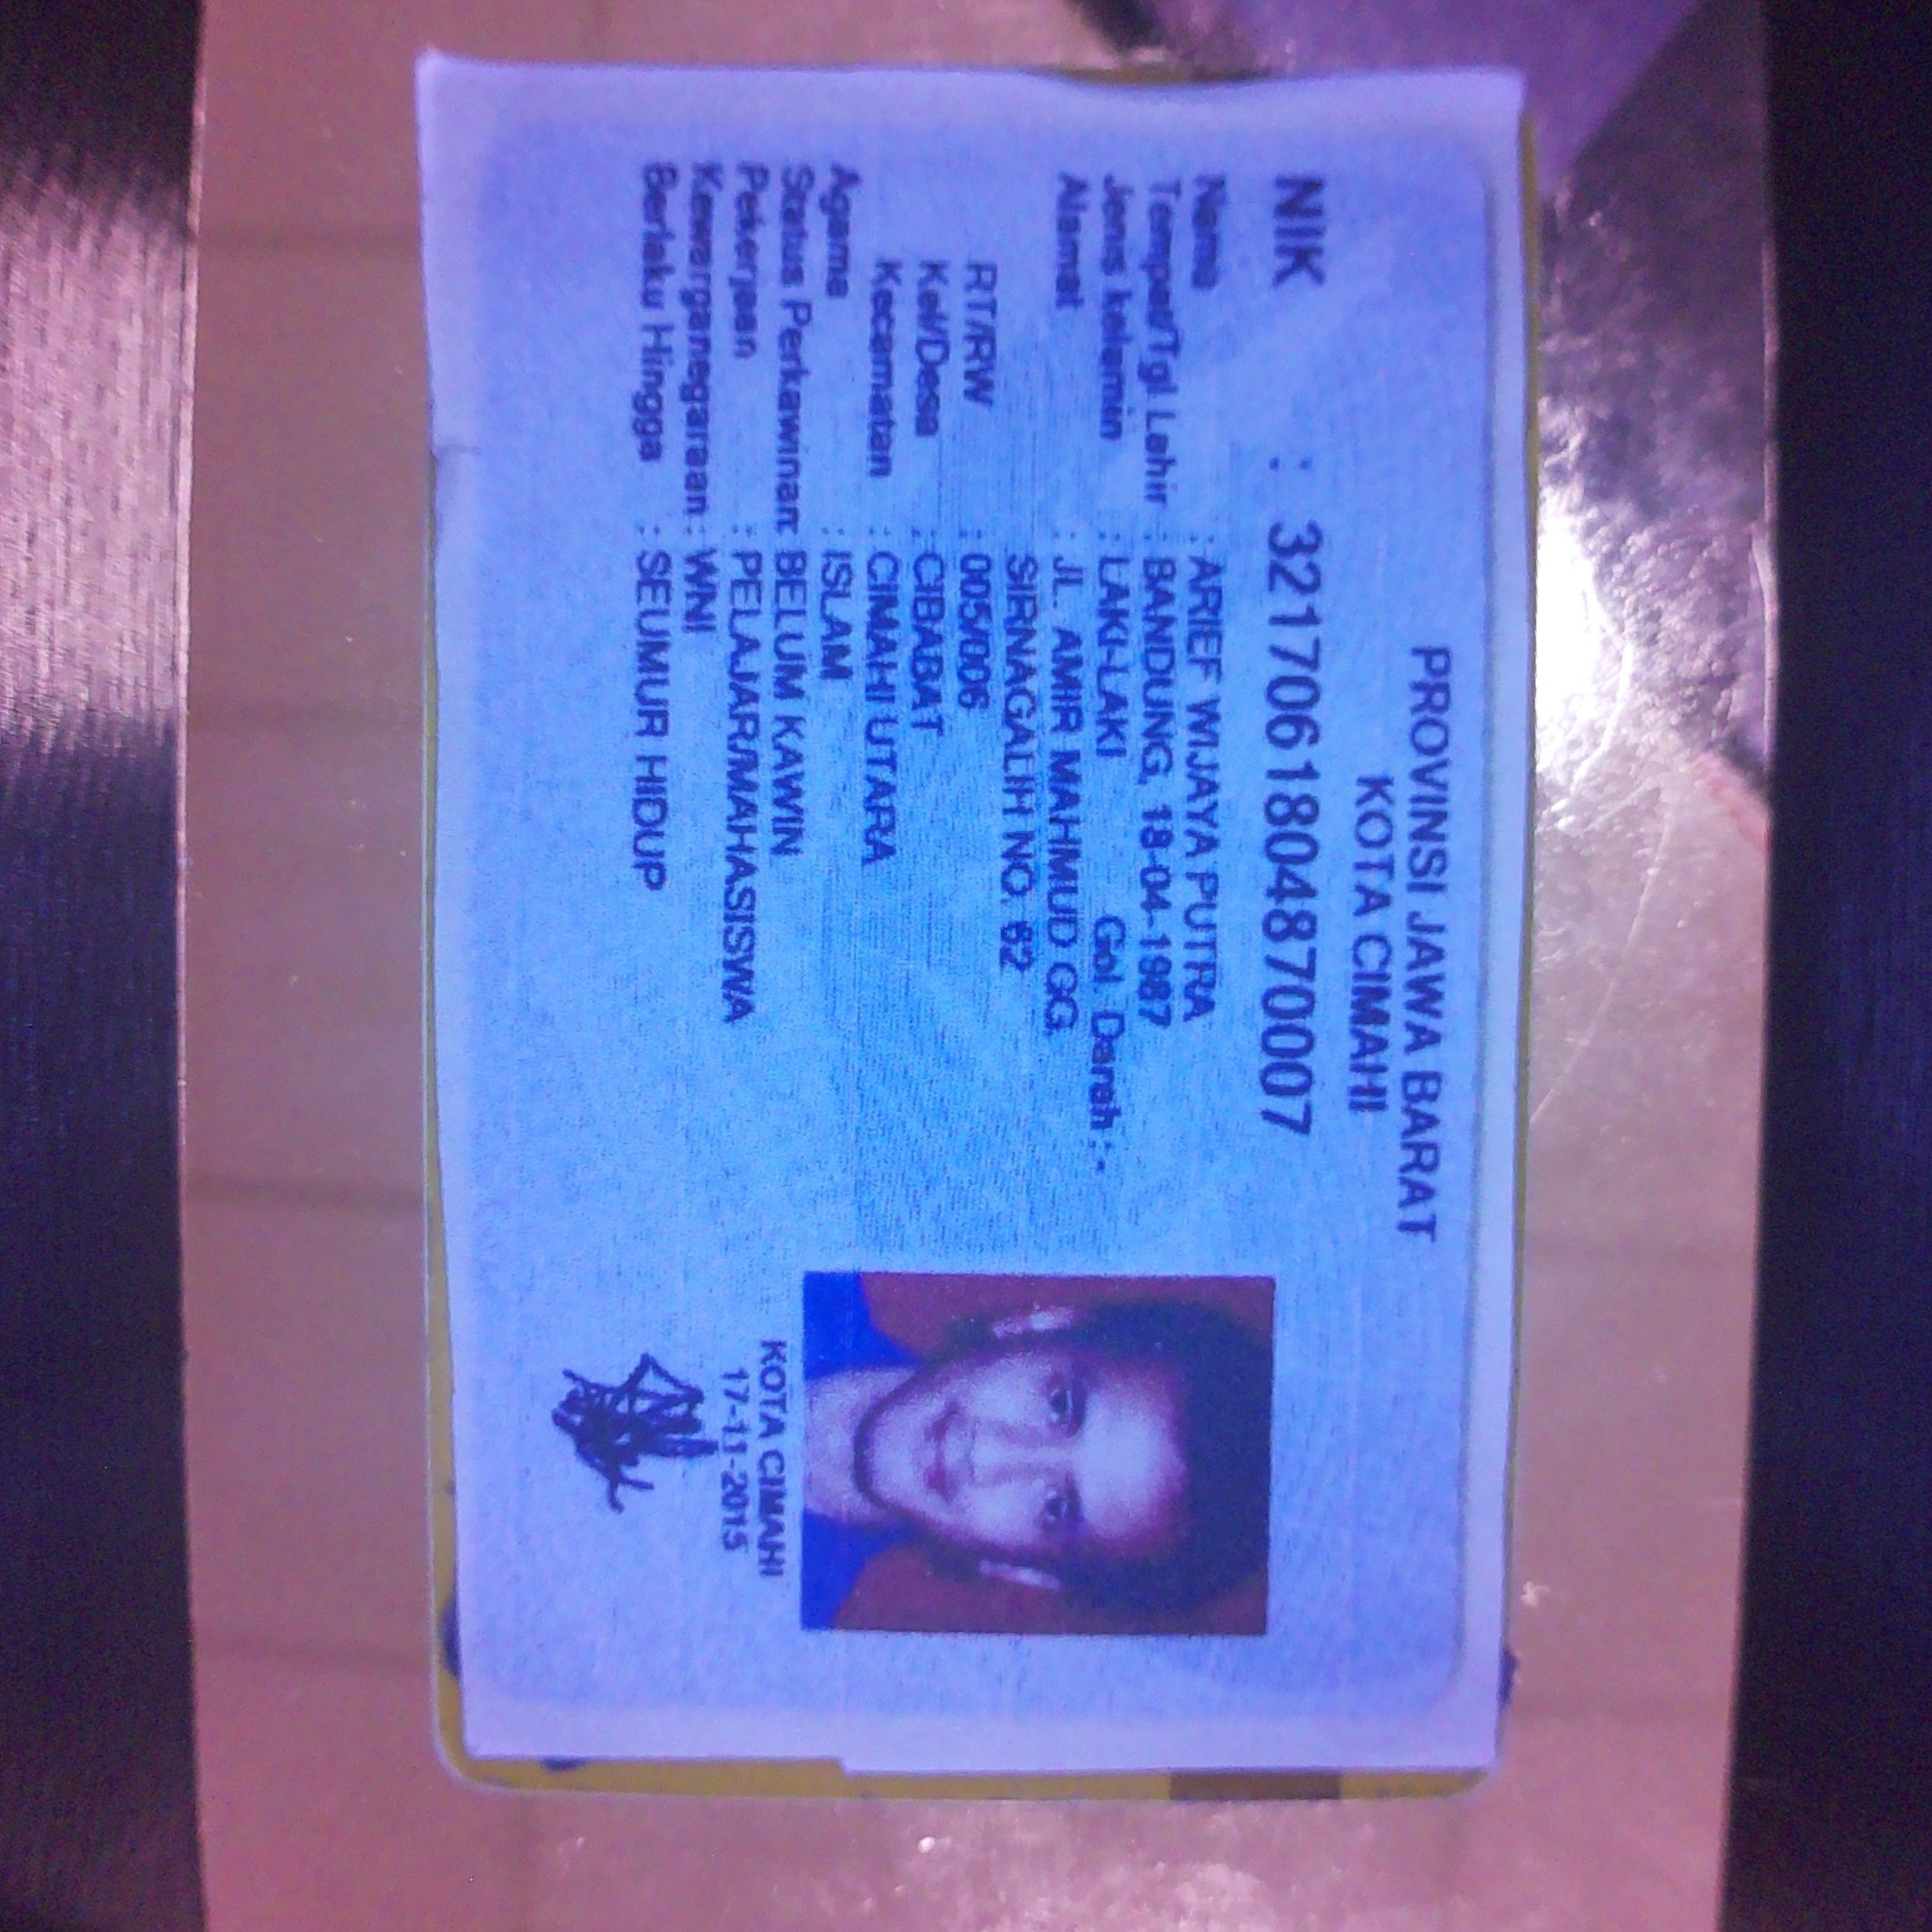 PROVINSI JAWA BARAT
KOTA CIMAHI
NIK : 3217061804870007
Nama : ARIEF WIJAYA PUTRA
Tempat/Tgl Lahir : BANDUNG, 18-04-1987
Jenis kelamin : LAKI-LAKI Gol. Darah : -
Alamat : JL. AMIR MAHMUD GG.
SIRNAGALIH NO. 62
RT/RW : 005/006
Kel/Desa : CIBABAT
Kecamatan : CIMAHI UTARA
Agama : ISLAM
Status Perkawinan: BELUM KAWIN
Pekerjaan : PELAJAR/MAHASISWA
Kewarganegaraan : WNI
Berlaku Hingga : SEUMUR HIDUP
KOTA CIMAHI
17-11-2015